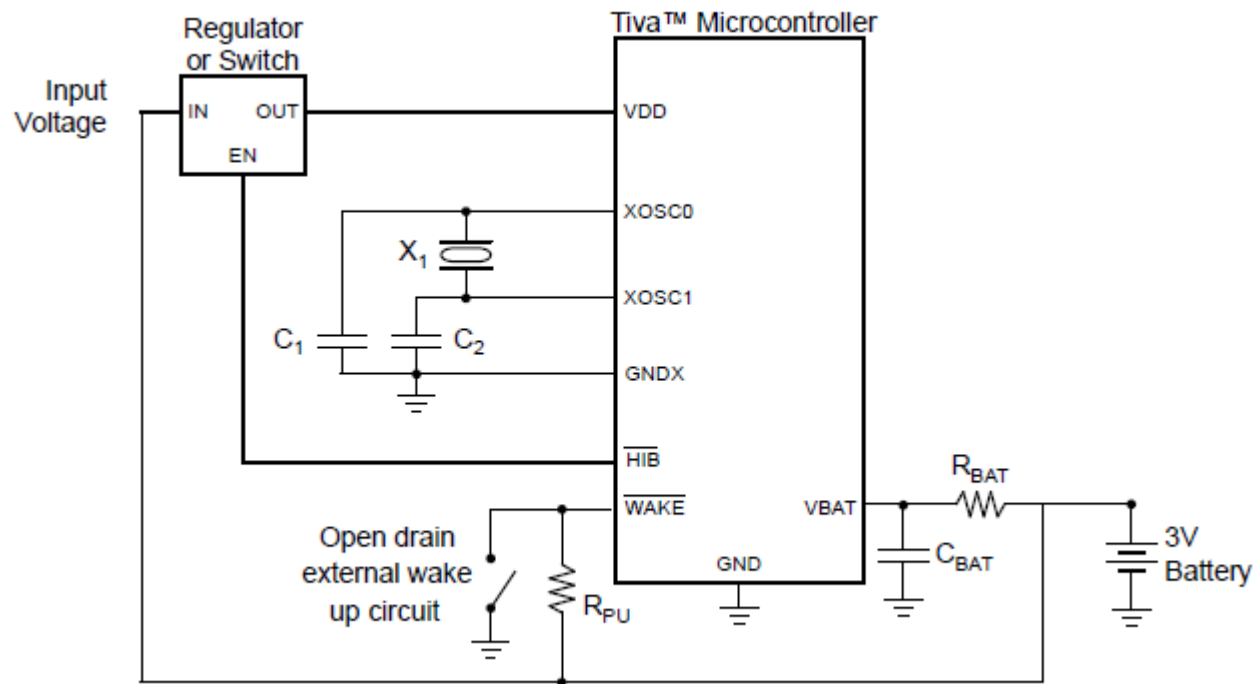 Tiva™ Microcontroller
Regulator
or Switch
Input
Voltage
IN
OUT
EN
VDD
XOSC0
X1
XOSC1
C1
C2
GNDX
HIB
WAKE
VBAT
RBAT
Open drain
external wake
up circuit
RPU
GND
CBAT
3V
Battery